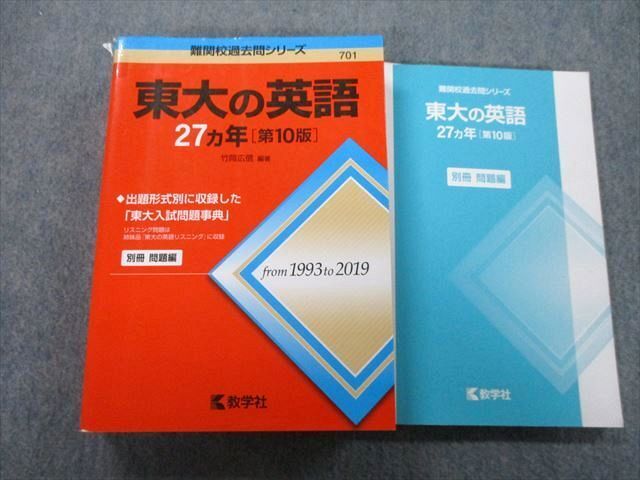 難関校過去問シリーズ
701
東大の英語
27ヵ年[第10版]
竹岡広信 編著
◆出題形式別に収録した
「東大入試問題事典」
リスニング問題は
姉妹品「東大の英語リスニング」に収録
別冊 問題編
from 1993 to 2019
教学社
難関校過去問シリーズ
東大の英語
27ヵ年[第10版]
別冊 問題編
教学社